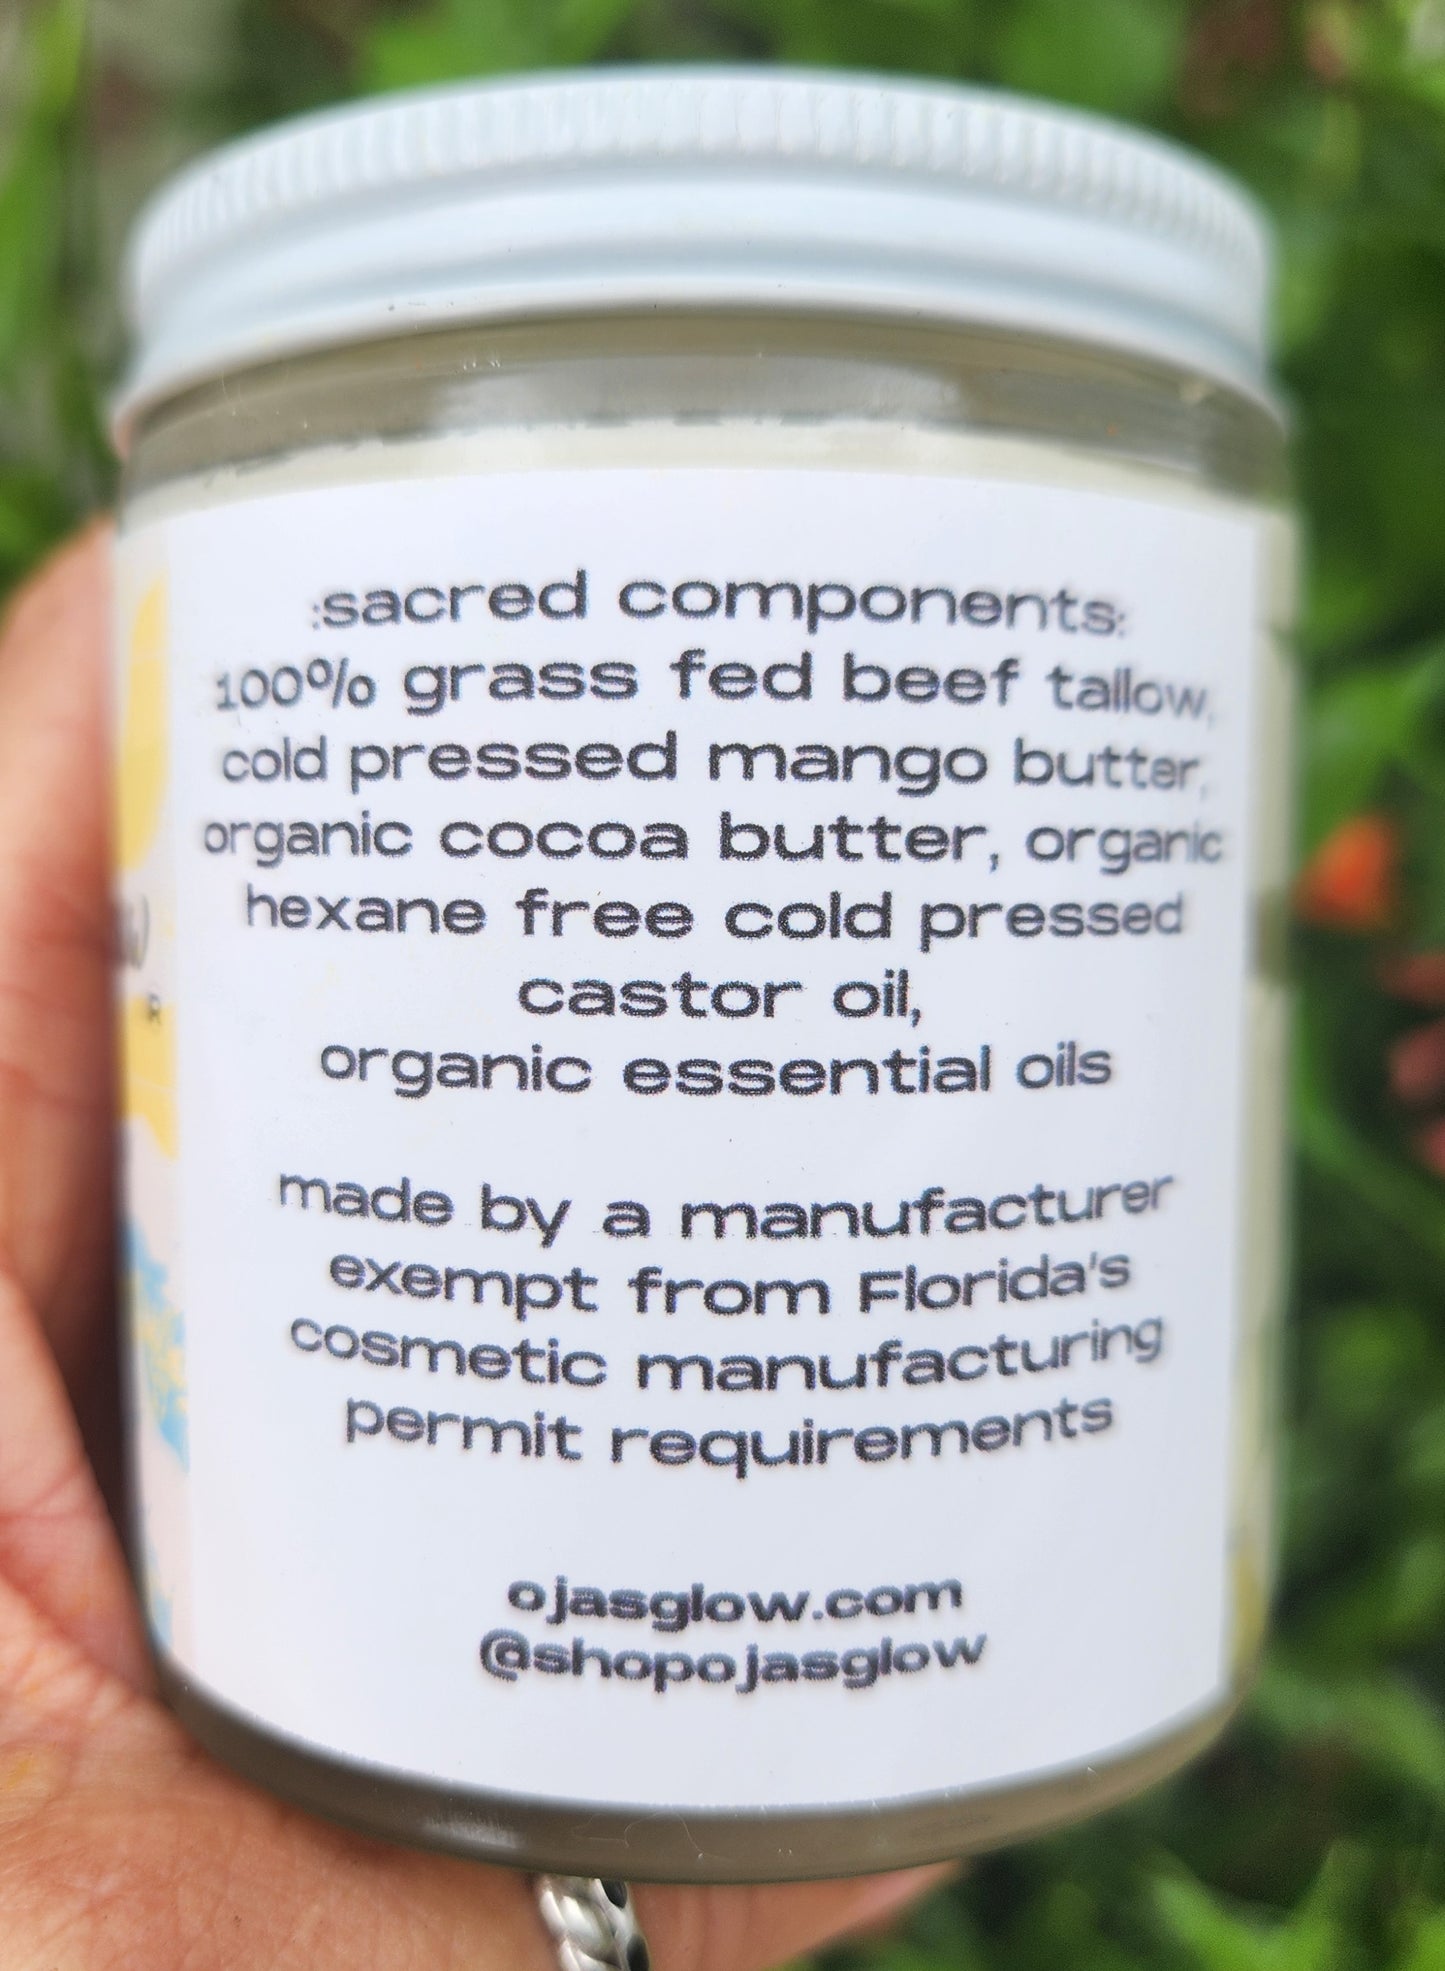 :sacred components:
100% grass fed beef tallow,
cold pressed mango butter,
organic cocoa butter, organic
hexane free cold pressed
castor oil,
organic essential oils
made by a manufacturer
exempt from Florida's
cosmetic manufacturing
permit requirements
ojasglow.com
@shopojasglow